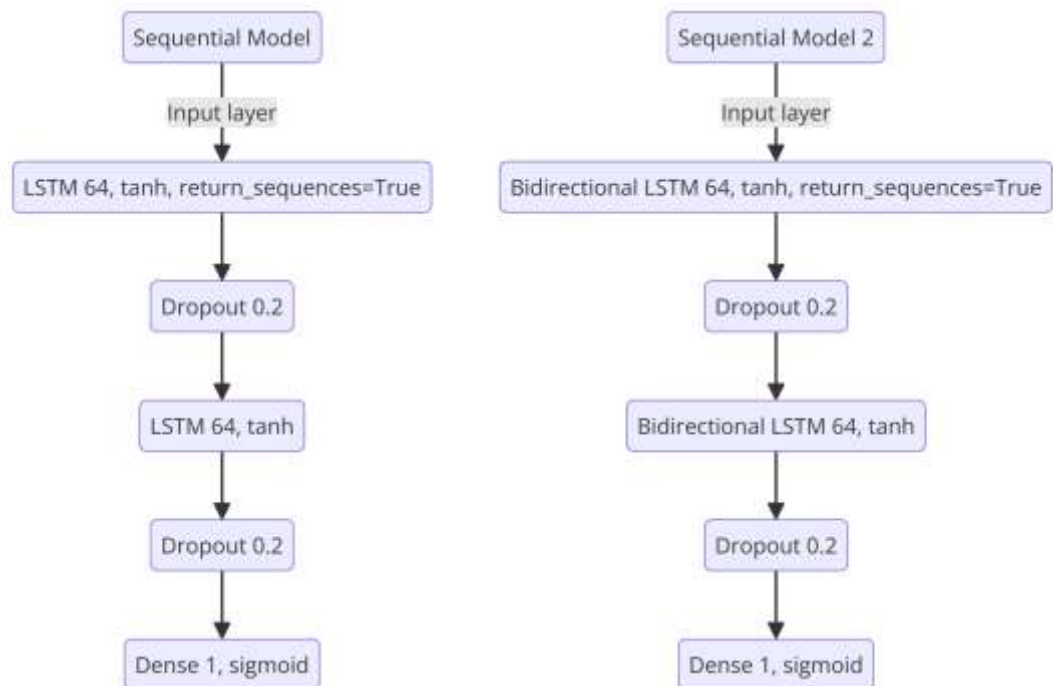 Sequential Model
Input layer
LSTM 64, tanh, return_sequences=True
Dropout 0.2
LSTM 64, tanh
Dropout 0.2
Dense 1, sigmoid
Sequential Model 2
Input layer
Bidirectional LSTM 64, tanh, return_sequences=True
Dropout 0.2
Bidirectional LSTM 64, tanh
Dropout 0.2
Dense 1, sigmoid